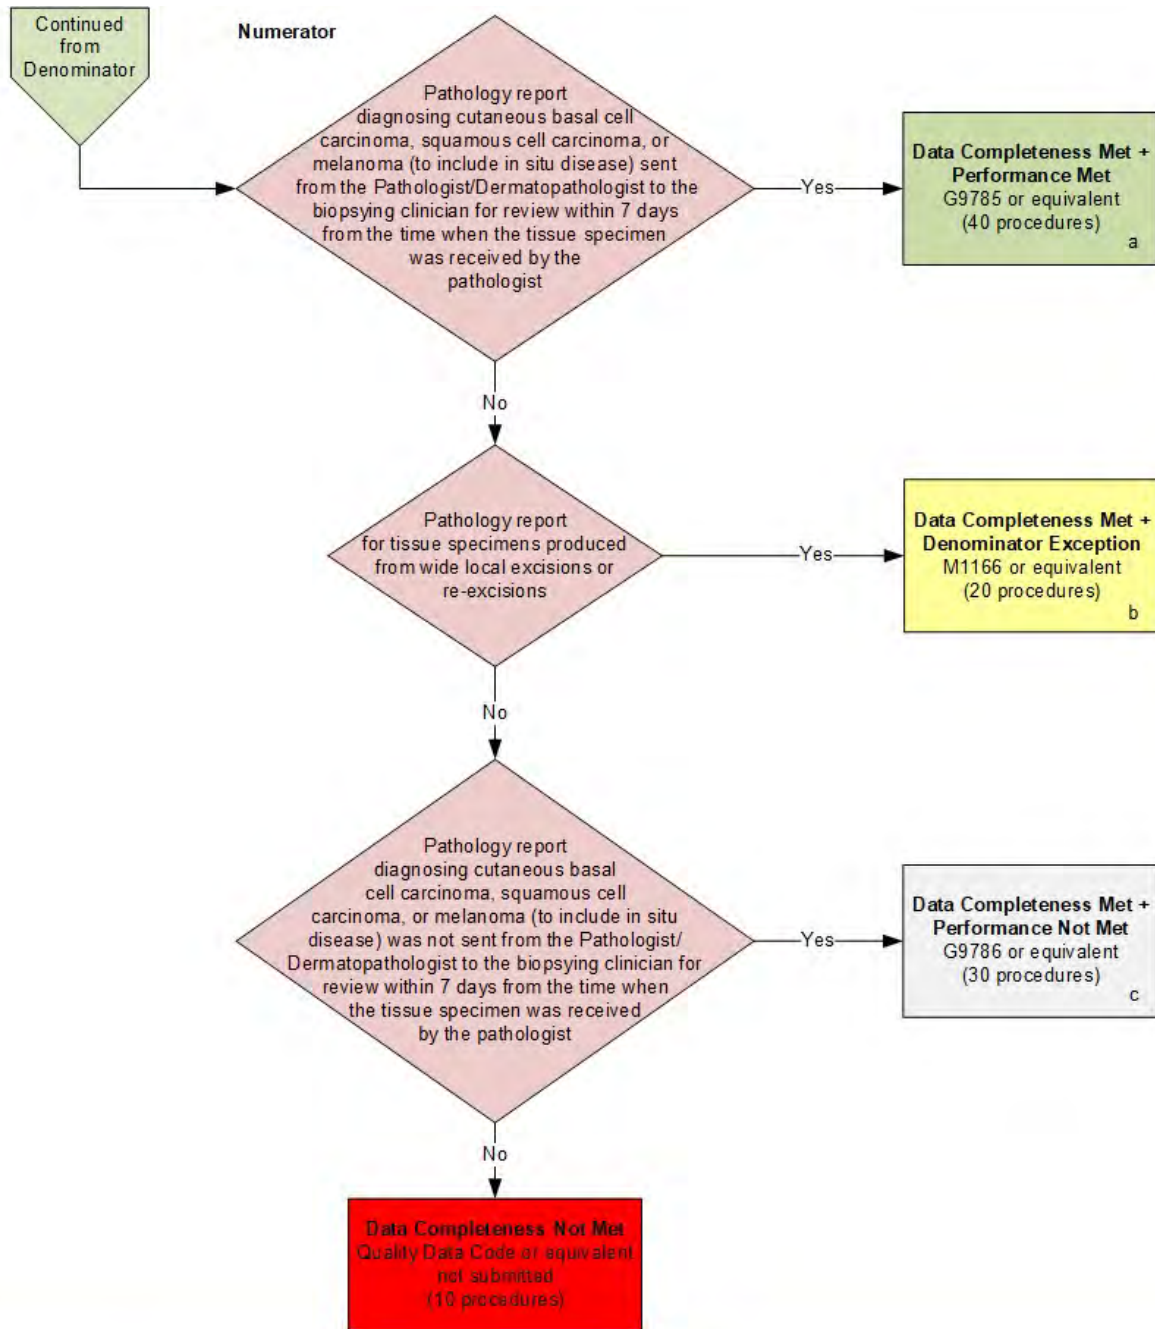 Continued
from
Denominator
Numerator
Pathology report
diagnosing cutaneous basal cell
carcinoma, squamous cell carcinoma, or
melanoma (to include in situ disease) sent
from the Pathologist/Dermatopathologist to the
biopsying clinician for review within 7 days
from the time when the tissue specimen
was received by the
pathologist
Yes
Data Completeness Met +
Performance Met
G9785 or equivalent
(40 procedures)
a
No
Pathology report
for tissue specimens produced
from wide local excisions or
re-excisions
Yes
Data Completeness Met +
Denominator Exception
M1166 or equivalent
(20 procedures)
b
No
Pathology report
diagnosing cutaneous basal
cell carcinoma, squamous cell
carcinoma, or melanoma (to include in situ
disease) was not sent from the Pathologist/
Dermatopathologist to the biopsying clinician for
review within 7 days from the time when
the tissue specimen was received
by the pathologist
Yes
Data Completeness Met +
Performance Not Met
G9786 or equivalent
(30 procedures)
c
No
Data Completeness Not Met
Quality Data Code or equivalent
not submitted
(10 procedures)